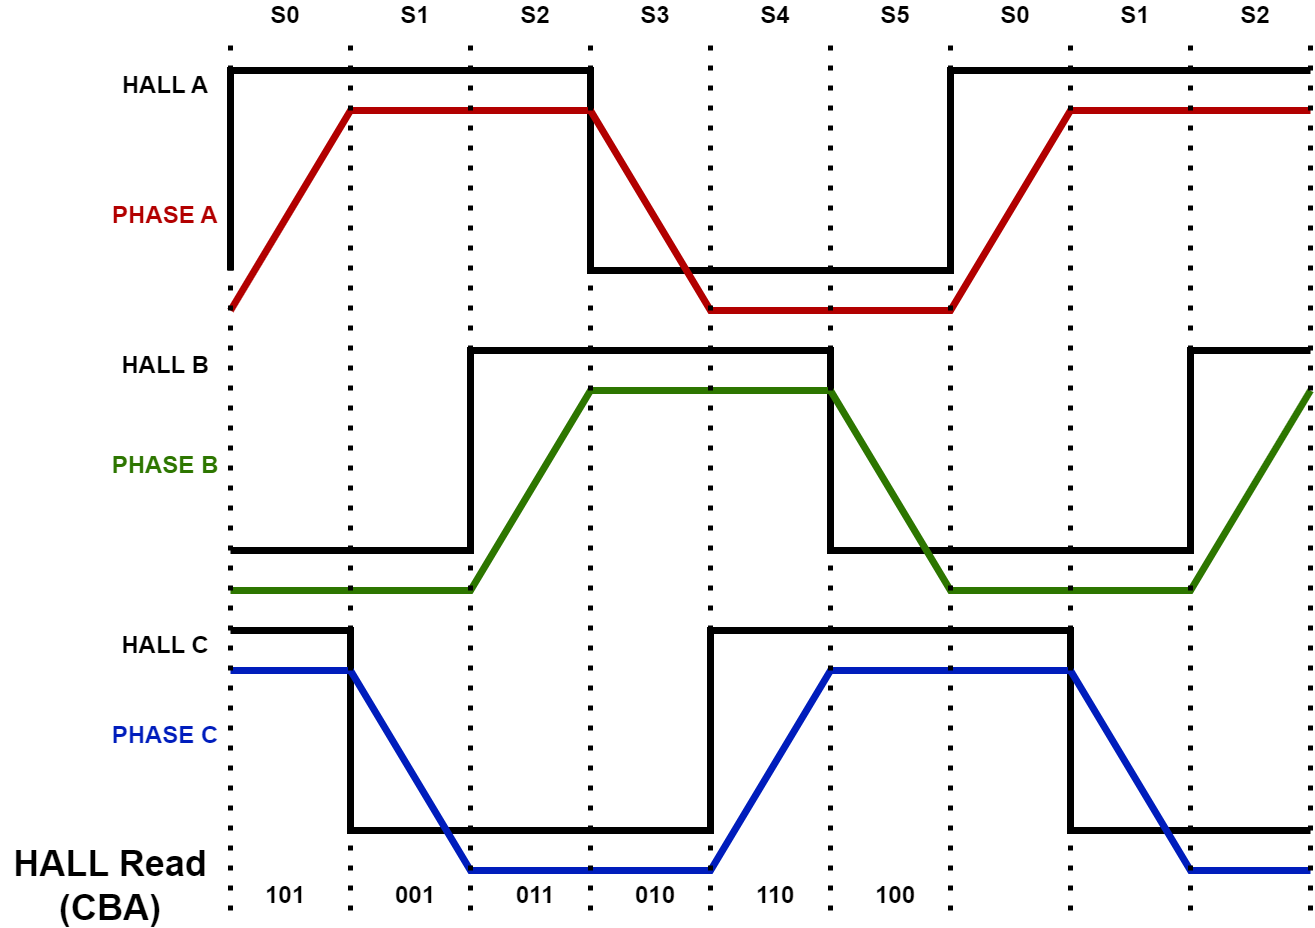 S0 S1 S2 S3 S4 S5 S0 S1 S2
HALL A
PHASE A
HALL B
PHASE B
HALL C
PHASE C
HALL Read
(CBA)
101 001 011 010 110 100